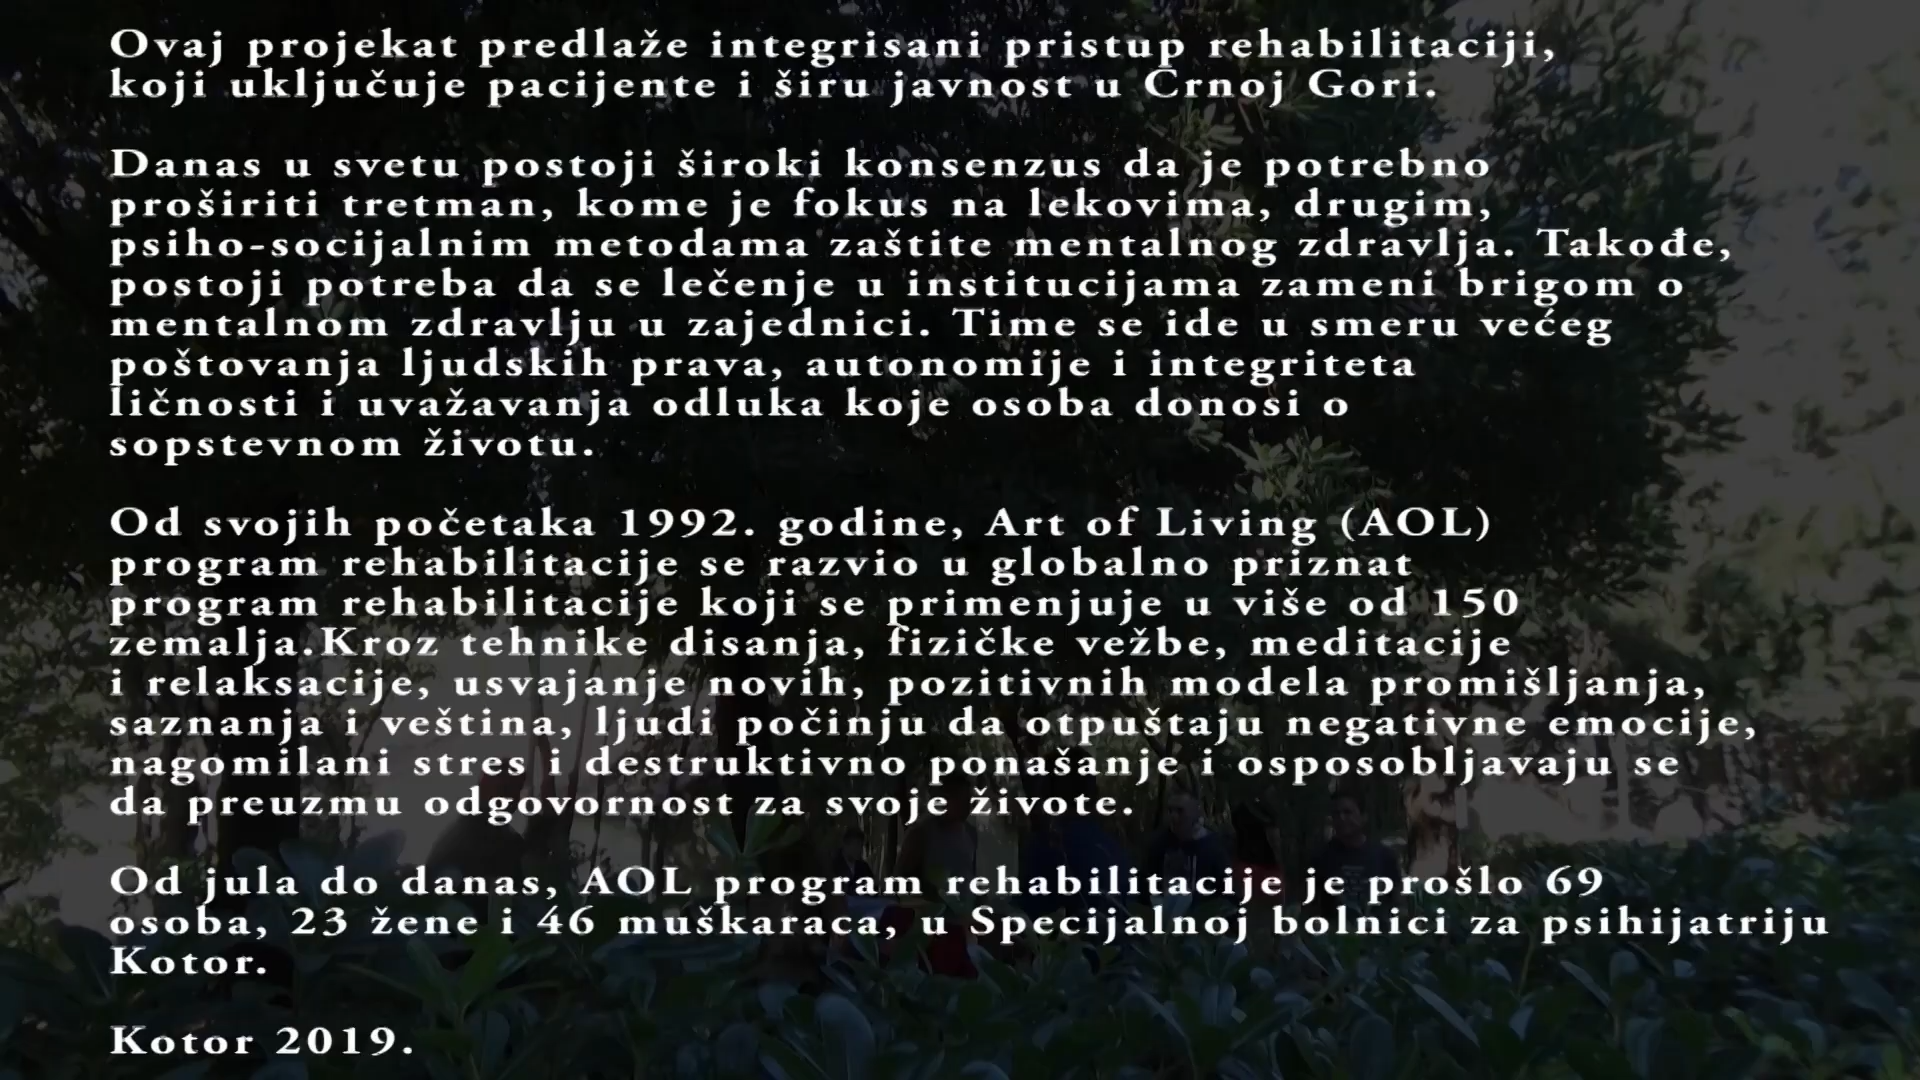 Ovaj projekat predlaže integrisani pristup rehabilitaciji,
koji uključuje pacijente i širu javnost u Crnoj Gori.
Danas u svetu postoji široki konsenzus da je potrebno
proširiti tretman, kome je fokus na lekovima, drugim,
psiho-socijalnim metodama zaštite mentalnog zdravlja. Takođe,
postoji potreba da se lečenje u institucijama zameni brigom o
mentalnom zdravlju u zajednici. Time se ide u smeru većeg
poštovanja ljudskih prava, autonomije i integriteta
ličnosti i uvažavanja odluka koje osoba donosi o
sopstevnom životu.
Od svojih početaka 1992. godine, Art of Living (AOL)
program rehabilitacije se razvio u globalno priznat
program rehabilitacije koji se primenjuje u više od 150
zemalja.Kroz tehnike disanja, fizičke vežbe, meditacije
i relaksacije, usvajanje novih, pozitivnih modela promišljanja,
saznanja i veština, ljudi počinju da otpuštaju negativne emocije,
nagomilani stres i destruktivno ponašanje i osposobljavaju se
da preuzmu odgovornost za svoje živote.
Od jula do danas, AOL program rehabilitacije je prošlo 69
osoba, 23 žene i 46 muškaraca, u Specijalnoj bolnici za psihijatriju
Kotor.
Kotor 2019.